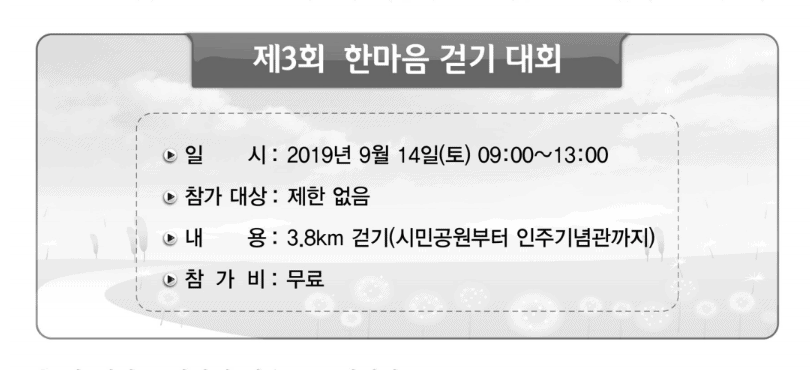 제3회 한마음 걷기 대회
일 시 : 2019년 9월 14일(토) 09:00~13:00
참가 대상 : 제한 없음
내 용 : 3.8km 걷기(시민공원부터 인주기념관까지)
참 가 비 : 무료